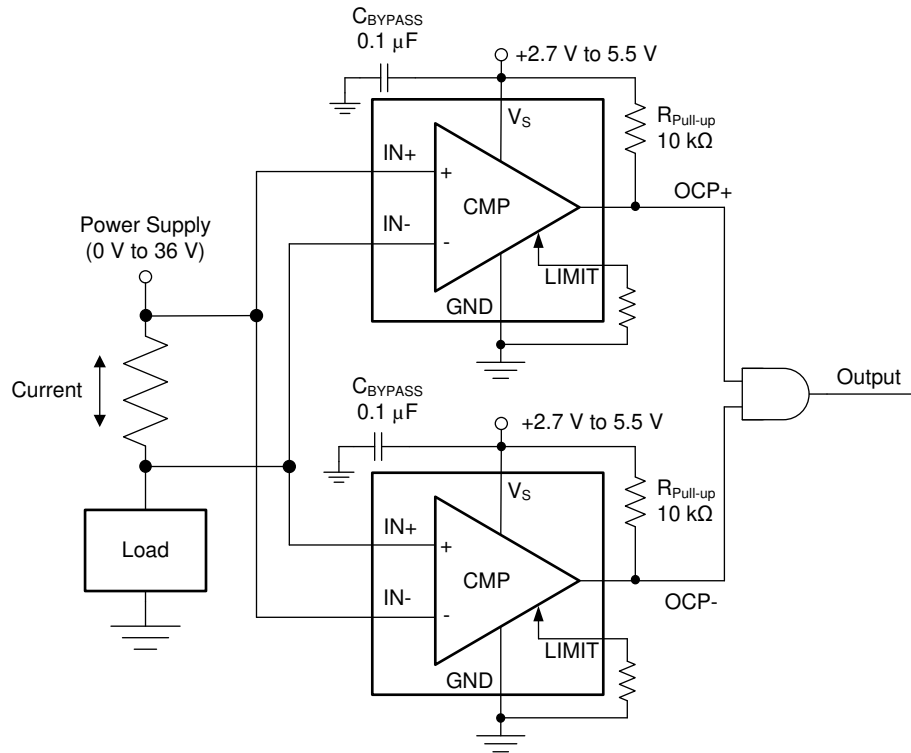 CBYPASS
0.1 µF
+2.7 V to 5.5 V
VS
RPull-up
10 kΩ
IN+
+
CMP
OCP+
IN-
-
Power Supply
(0 V to 36 V)
LIMIT
GND
Current
Output
CBYPASS
0.1 µF
+2.7 V to 5.5 V
VS
RPull-up
10 kΩ
IN+
+
Load
CMP
IN-
-
OCP-
LIMIT
GND